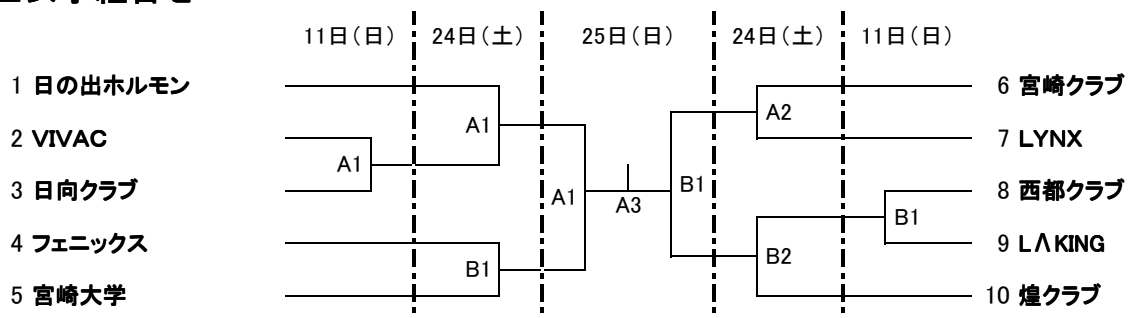 11日(日) 24日(土) 25日(日) 24日(土) 11日(日)
1 日の出ホルモン
6 宮崎クラブ
A2
A1
2 VIVAC
7 LYNX
A1
3 日向クラブ
8 西都クラブ
A1
A3
B1
B1
4 フェニックス
9 LΛKING
B1
B2
5 宮崎大学
10 煌クラブ